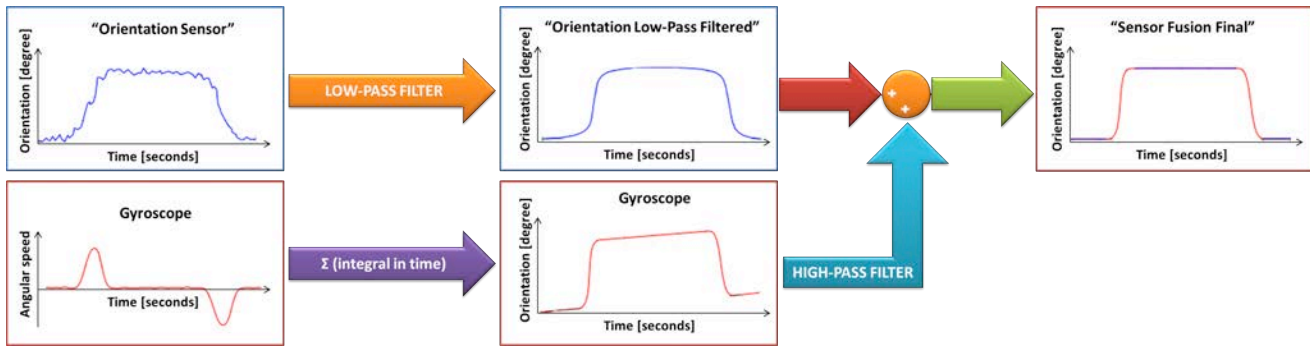 “Orientation Sensor”
Orientation [degree]
Time [seconds]
LOW-PASS FILTER
“Orientation Low-Pass Filtered”
Orientation [degree]
Time [seconds]
+
+
“Sensor Fusion Final”
Orientation [degree]
Time [seconds]
Gyroscope
Angular speed
Time [seconds]
Σ (integral in time)
Gyroscope
Orientation [degree]
Time [seconds]
HIGH-PASS FILTER